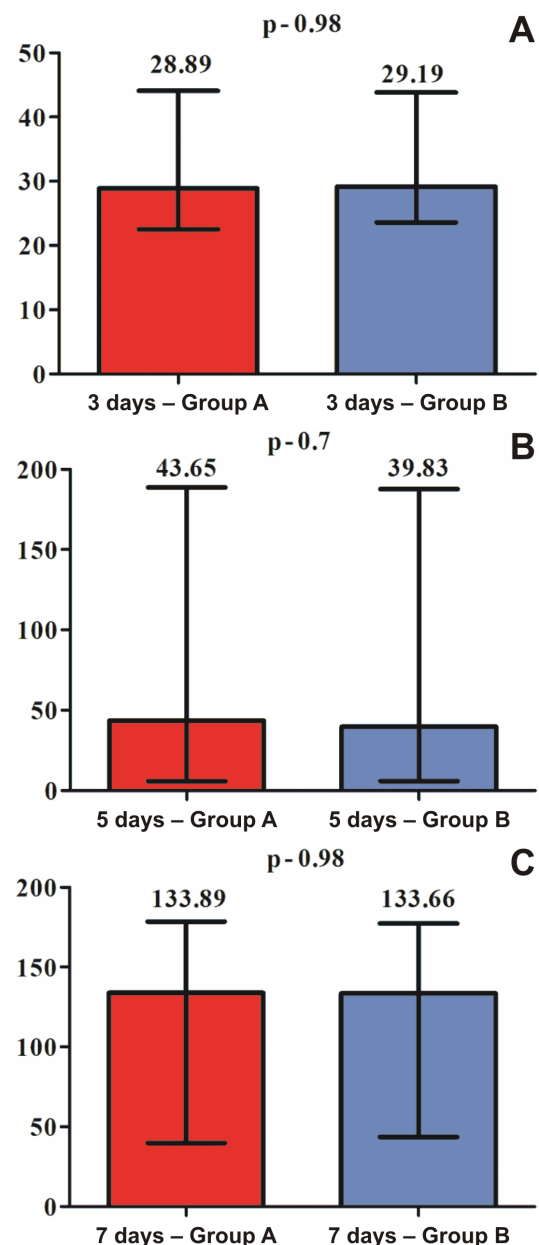 p - 0.98
A
50
28.89
29.19
40
30
20
10
0
3 days – Group A
3 days – Group B
p - 0.7
B
200
43.65
39.83
150
100
50
0
5 days – Group A
5 days – Group B
p - 0.98
C
200
133.89
133.66
150
100
50
0
7 days – Group A
7 days – Group B